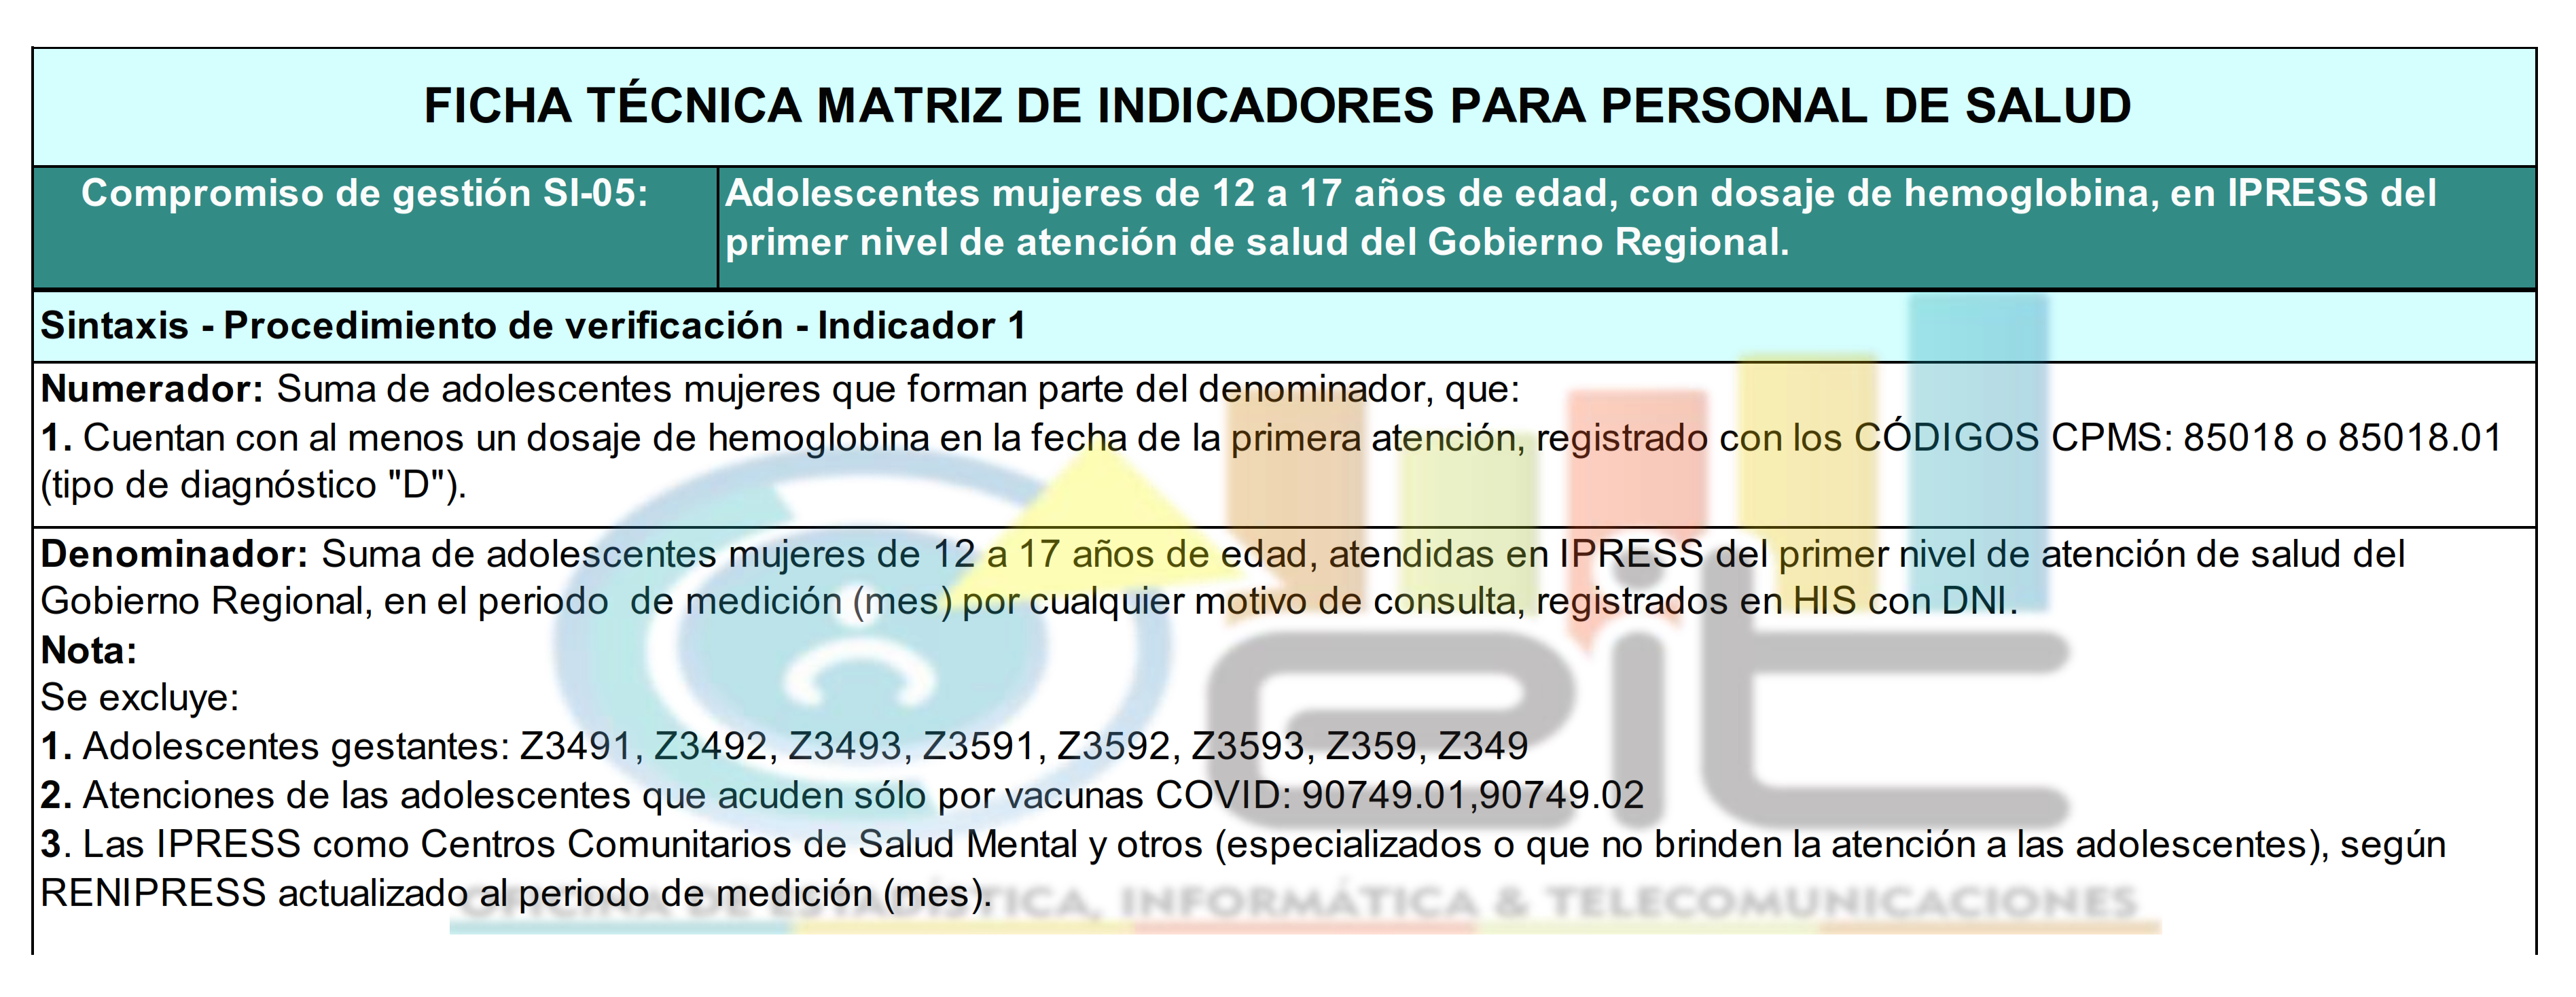 FICHA TÉCNICA MATRIZ DE INDICADORES PARA PERSONAL DE SALUD
Compromiso de gestión SI-05:
Adolescentes mujeres de 12 a 17 años de edad, con dosaje de hemoglobina, en IPRESS del
primer nivel de atención de salud del Gobierno Regional.
Sintaxis - Procedimiento de verificación - Indicador 1
Numerador: Suma de adolescentes mujeres que forman parte del denominador, que:
1. Cuentan con al menos un dosaje de hemoglobina en la fecha de la primera atención, registrado con los CÓDIGOS CPMS: 85018 o 85018.01
(tipo de diagnóstico "D").
Denominador: Suma de adolescentes mujeres de 12 a 17 años de edad, atendidas en IPRESS del primer nivel de atención de salud del
Gobierno Regional, en el periodo  de medición (mes) por cualquier motivo de consulta, registrados en HIS con DNI.
Nota:
Se excluye:
1. Adolescentes gestantes: Z3491, Z3492, Z3493, Z3591, Z3592, Z3593, Z359, Z349
2. Atenciones de las adolescentes que acuden sólo por vacunas COVID: 90749.01,90749.02
3. Las IPRESS como Centros Comunitarios de Salud Mental y otros (especializados o que no brinden la atención a las adolescentes), según
RENIPRESS actualizado al periodo de medición (mes).
eit
OFICINA DE ESTADÍSTICA, INFORMÁTICA & TELECOMUNICACIONES